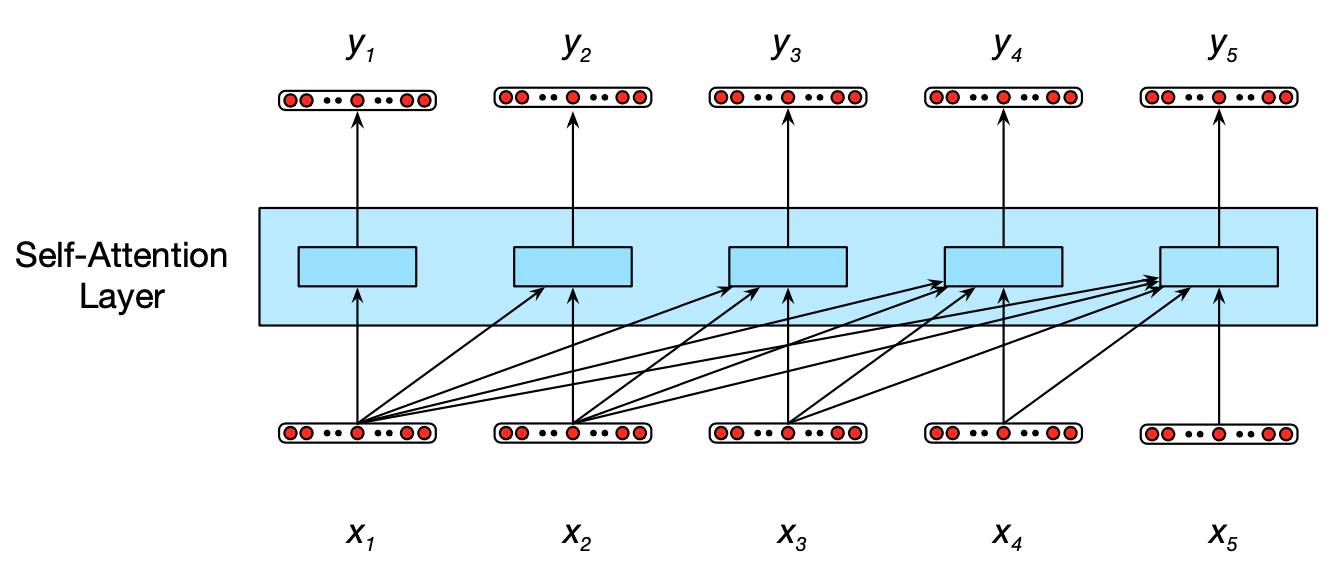 y1 y2 y3 y4 y5
Self-Attention
Layer
x1 x2 x3 x4 x5